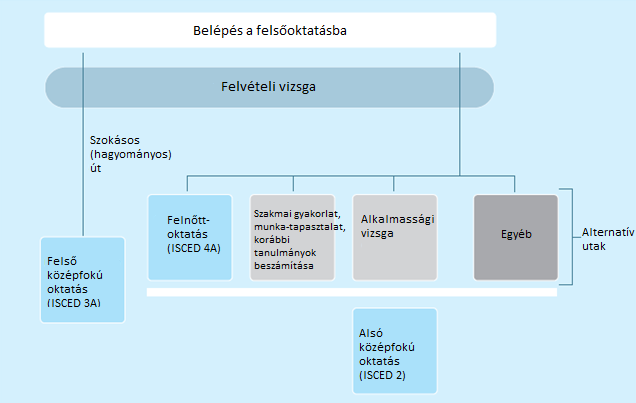 Belépés a felsőoktatásba
Felvételi vizsga
Szokásos
(hagyományos)
út
Felnőtt-
oktatás
(ISCED 4A)
Szakmai gyakorlat,
munka-tapasztalat,
korábbi
tanulmányok
beszámítása
Alkalmassági
vizsga
Egyéb
Alternatív
utak
Felső
középfokú
oktatás
(ISCED 3A)
Alsó
középfokú
oktatás
(ISCED 2)